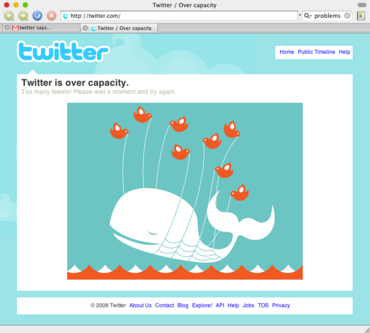 Twitter / Over capacity
http://twitter.com/
problems
twitter says...
Twitter / Over capacity
twitter
Home Public Timeline Help
Twitter is over capacity.
Too many tweets! Please wait a moment and try again.
© 2008 Twitter About Us Contact Blog Explore! API Help Jobs TOS Privacy